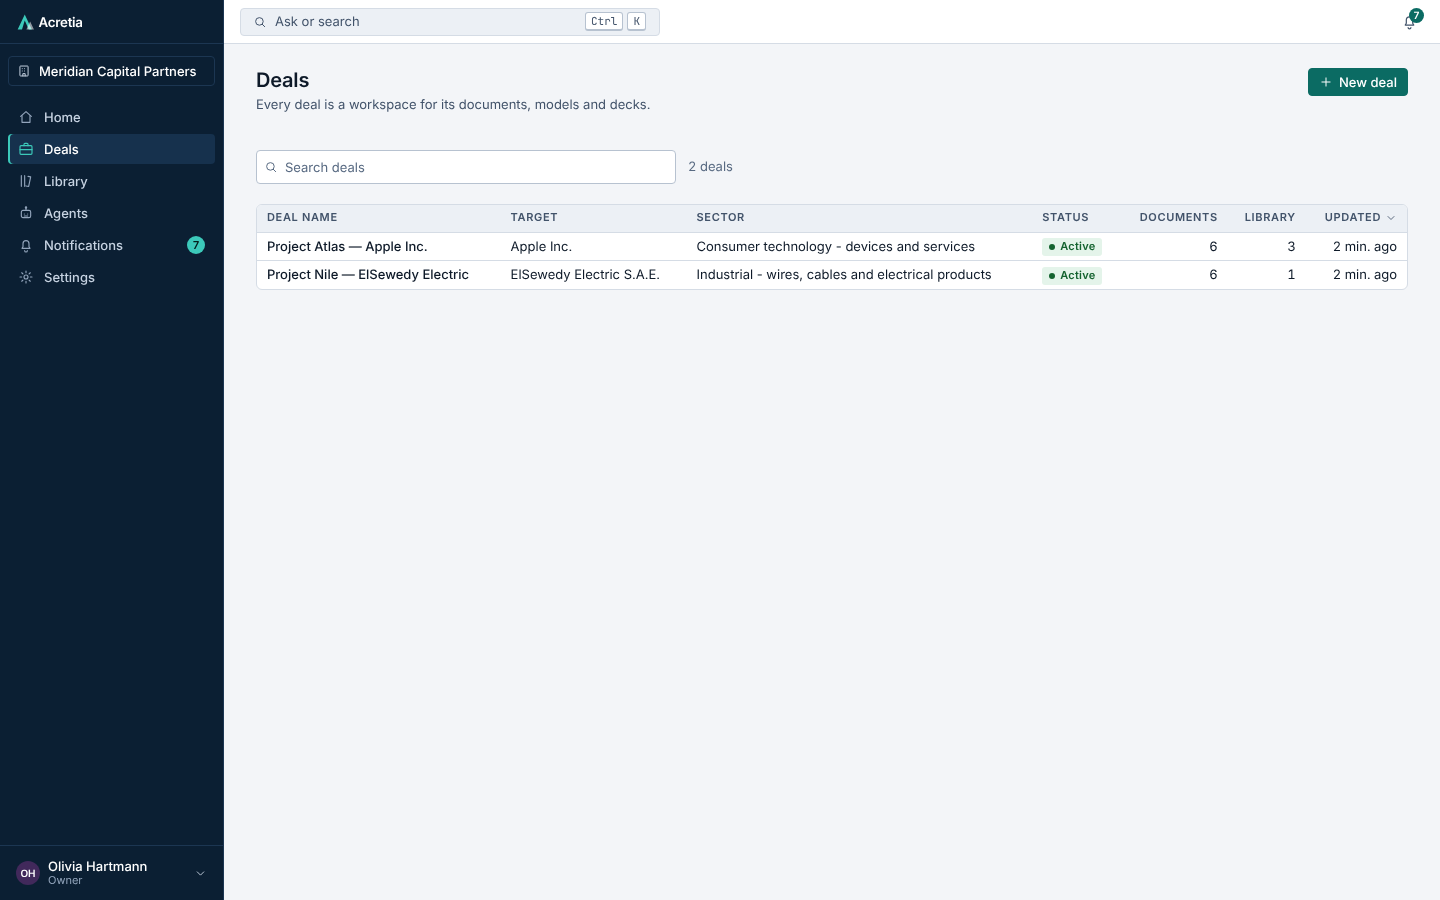 Acretia
Ask or search Ctrl K
7
Meridian Capital Partners
Home
Deals
Library
Agents
Notifications 7
Settings
Deals
Every deal is a workspace for its documents, models and decks.
New deal
Search deals
2 deals
DEAL NAME TARGET SECTOR STATUS DOCUMENTS LIBRARY UPDATED
Project Atlas — Apple Inc. Apple Inc. Consumer technology - devices and services Active 6 3 2 min. ago
Project Nile — ElSewedy Electric ElSewedy Electric S.A.E. Industrial - wires, cables and electrical products Active 6 1 2 min. ago
OH
Olivia Hartmann
Owner